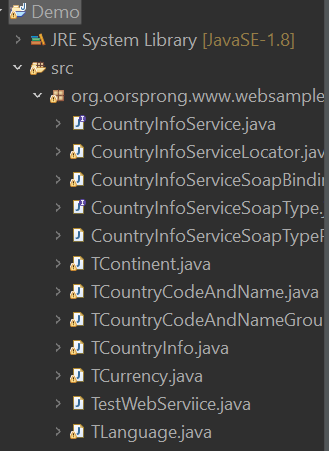 Demo
JRE System Library [JavaSE-1.8]
src
org.oorsprong.www.websample
CountryInfoService.java
CountryInfoServiceLocator.jav
CountryInfoServiceSoapBindin
CountryInfoServiceSoapType.
CountryInfoServiceSoapTypeP
TContinent.java
TCountryCodeAndName.java
TCountryCodeAndNameGrou
TCountryInfo.java
TCurrency.java
TestWebServiice.java
TLanguage.java